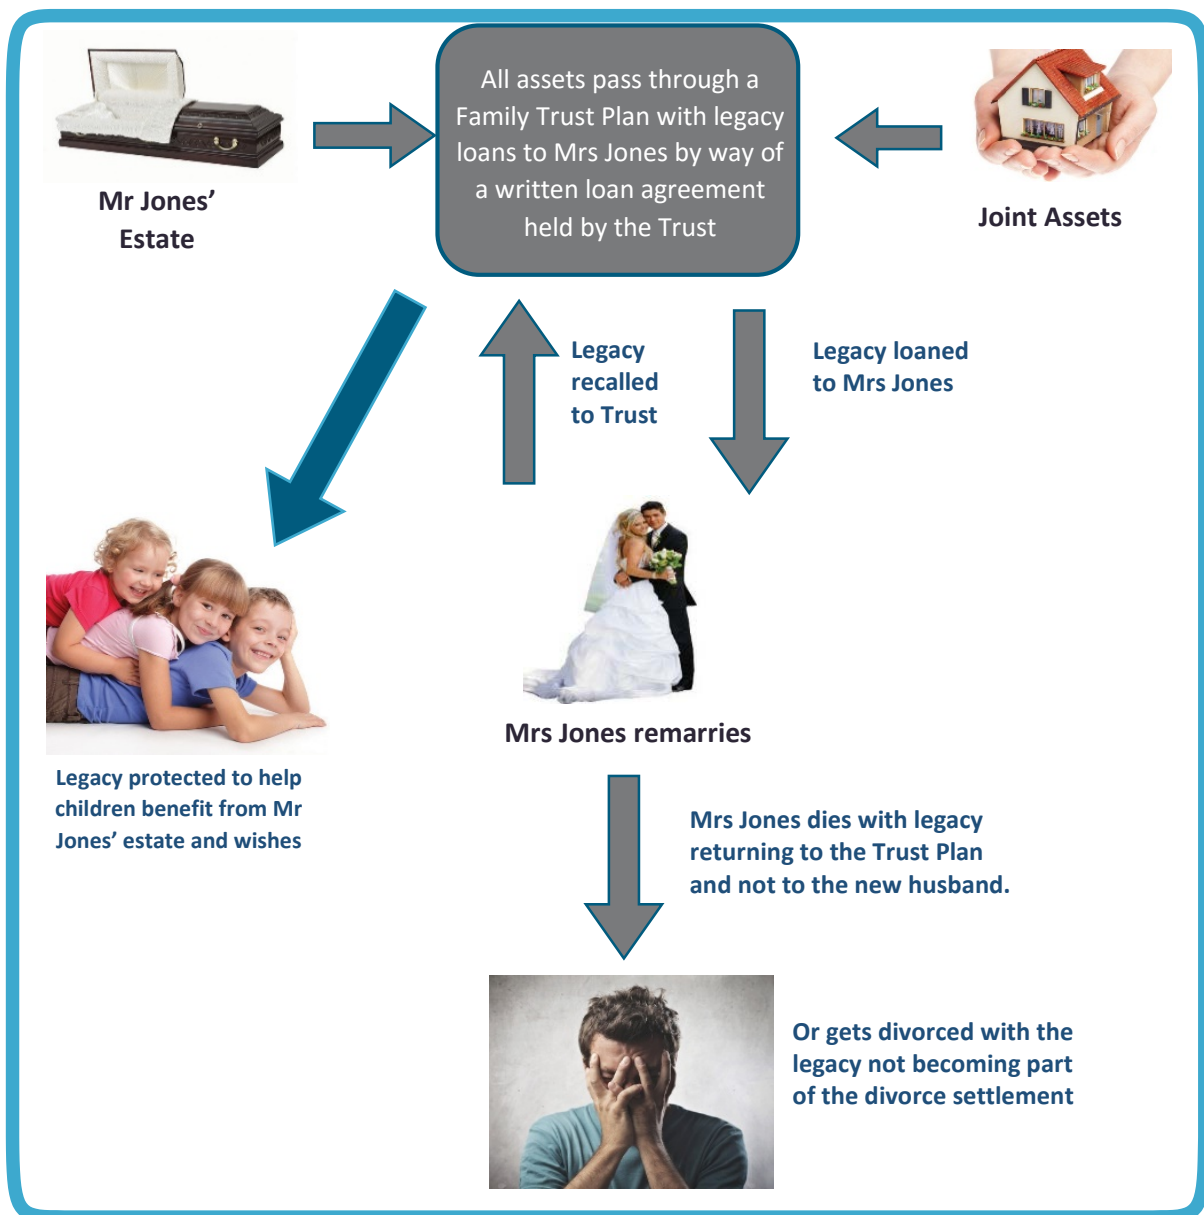 All assets pass through a
Family Trust Plan with legacy
loans to Mrs Jones by way of
a written loan agreement
held by the Trust
Mr Jones’
Estate
Joint Assets
Legacy
recalled
to Trust
Legacy loaned
to Mrs Jones
Mrs Jones remarries
Legacy protected to help
children benefit from Mr
Jones’ estate and wishes
Mrs Jones dies with legacy
returning to the Trust Plan
and not to the new husband.
Or gets divorced with the
legacy not becoming part
of the divorce settlement